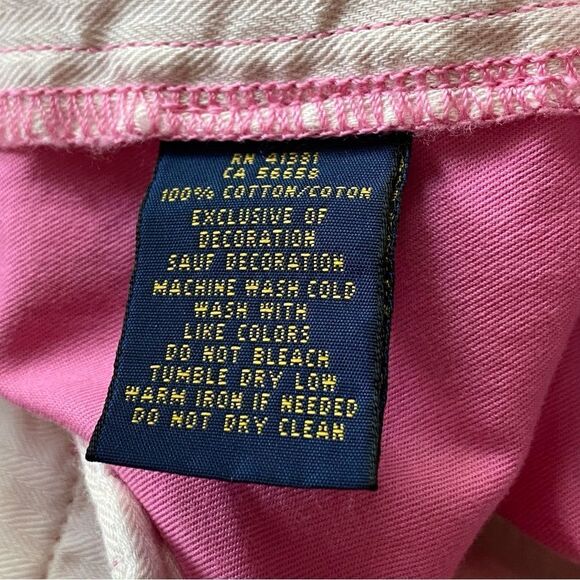 RN 41381
CA 56658
100% COTTON/COTON
EXCLUSIVE OF
DECORATION
SAUF DECORATION
MACHINE WASH COLD
WASH WITH
LIKE COLORS
DO NOT BLEACH
TUMBLE DRY LOW
WARM IRON IF NEEDED
DO NOT DRY CLEAN